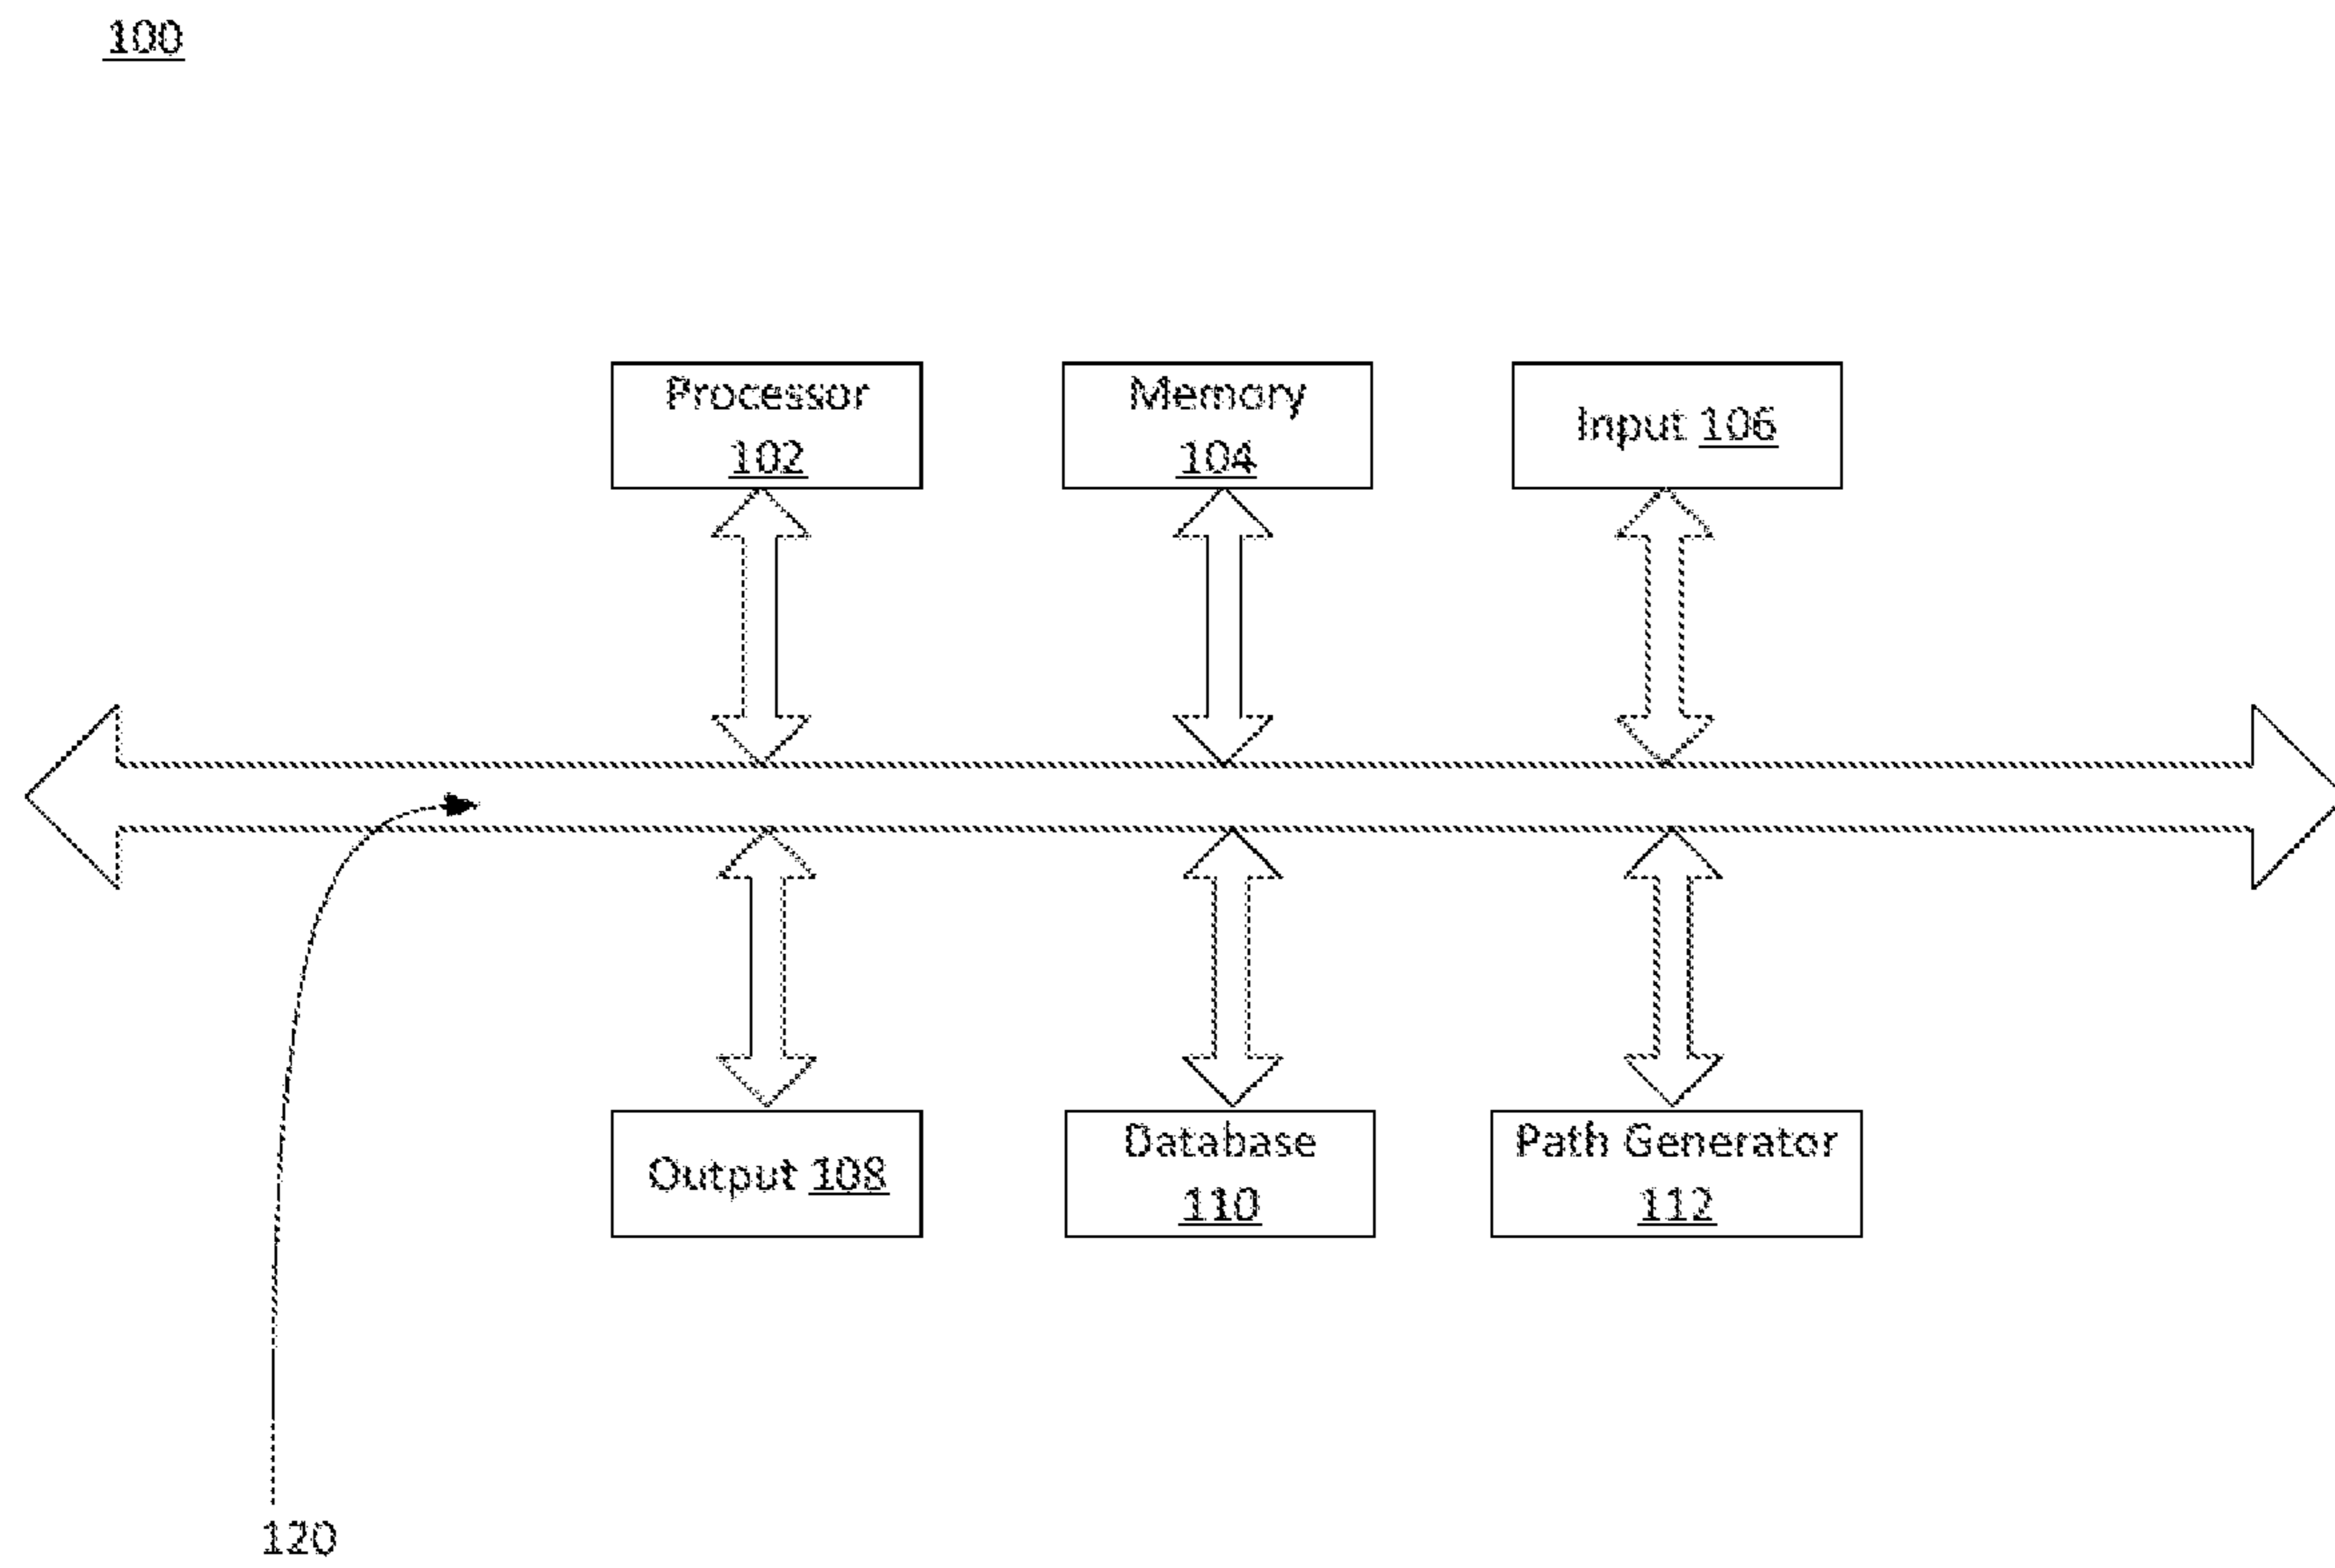 100
Processor
102
Memory
104
Input 106
Output 108
Database
110
Path Generator
112
120